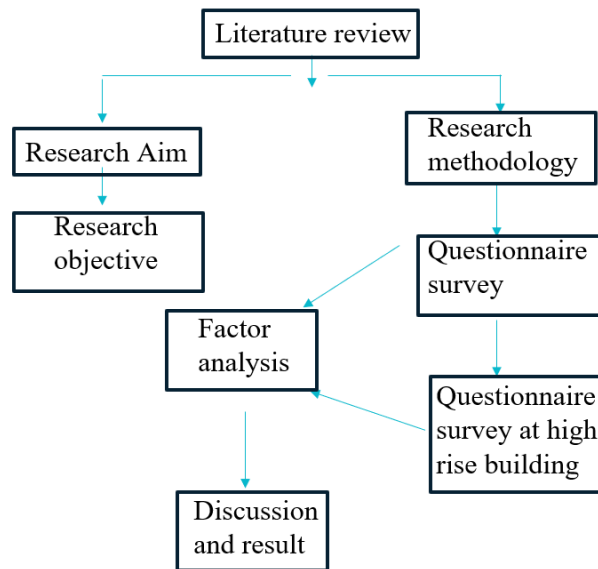 Literature review
Research Aim
Research
methodology
Research
objective
Questionnaire
survey
Factor
analysis
Questionnaire
survey at high
rise building
Discussion
and result